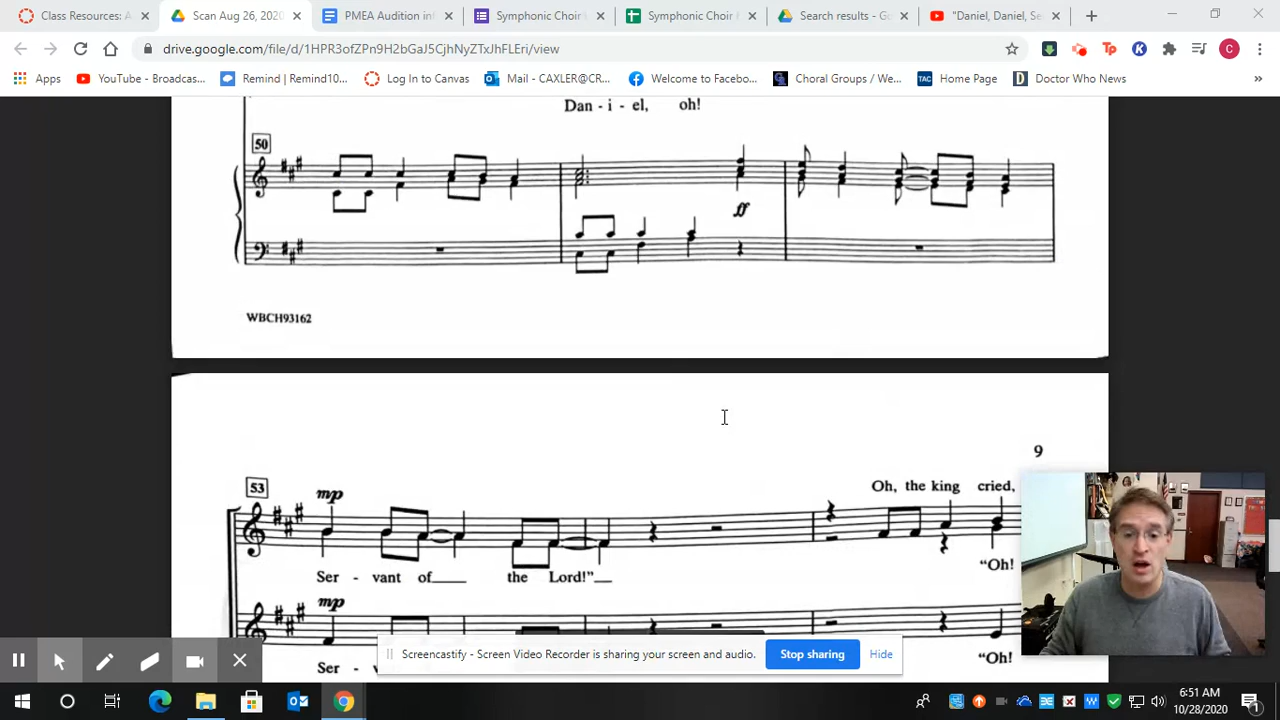 Class Resources: A
Scan Aug 26, 2020
PMEA Audition in
Symphonic Choir
Symphonic Choir
Search results - Go
"Daniel, Daniel, Se
drive.google.com/file/d/1HPR3ofZPn9H2bGaJ5CjhNyZTxJhFLEri/view
Apps
YouTube - Broadcas...
Remind | Remind10...
Log In to Canvas
Mail - CAXLER@CR...
Welcome to Facebo...
Choral Groups / We...
TAC Home Page
D Doctor Who News
»
Dan - i - el, oh!
50
ff
WBCH93162
9
53
mp
Oh, the king cried,
Ser - vant of___ the Lord!"__
"Oh!
mp
Ser - v
"Oh!
Screencastify - Screen Video Recorder is sharing your screen and audio.
Stop sharing
Hide
6:51 AM
10/28/2020